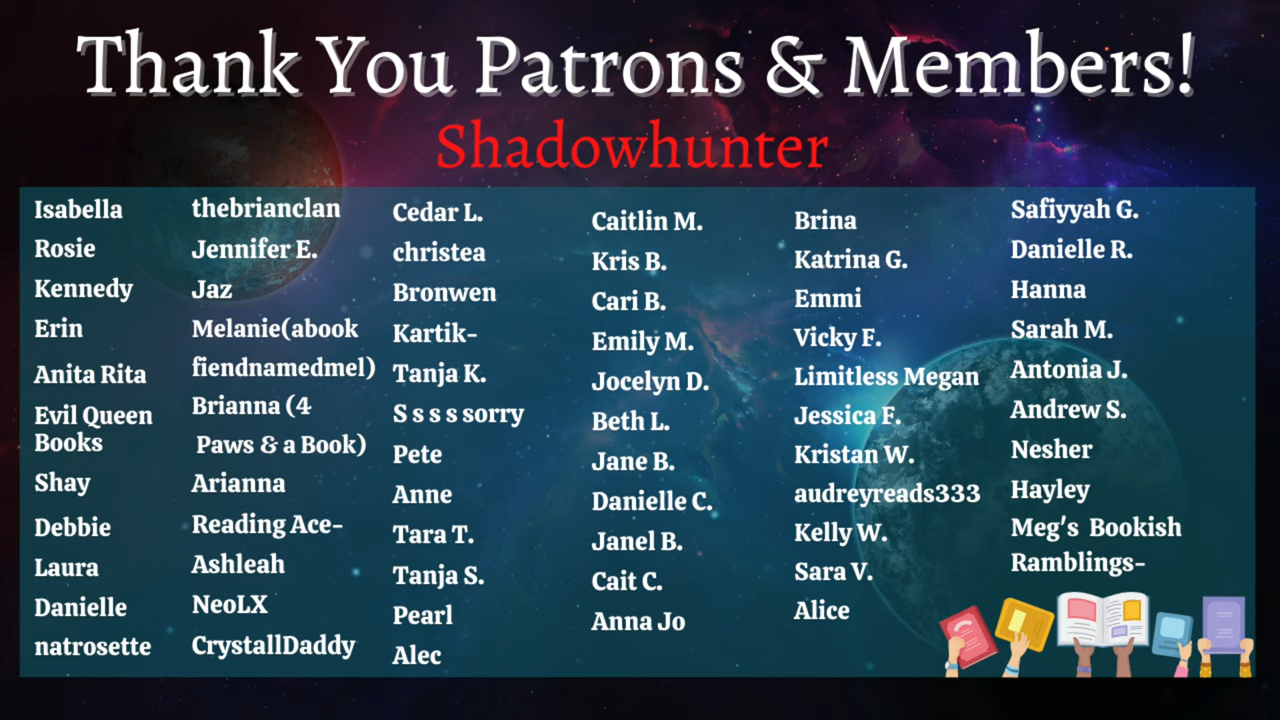 Thank You Patrons & Members!
Shadowhunter
Isabella
Rosie
Kennedy
Erin
Anita Rita
Evil Queen
Books
Shay
Debbie
Laura
Danielle
natrosette
thebrianclan
Jennifer E.
Jaz
Melanie(abook
fiendnamedmel)
Brianna (4
Paws & a Book)
Arianna
Reading Ace-
Ashleah
NeoLX
CrystallDaddy
Cedar L.
christea
Bronwen
Kartik-
Tanja K.
S s s s sorry
Pete
Anne
Tara T.
Tanja S.
Pearl
Alec
Caitlin M.
Kris B.
Cari B.
Emily M.
Jocelyn D.
Beth L.
Jane B.
Danielle C.
Janel B.
Cait C.
Anna Jo
Brina
Katrina G.
Emmi
Vicky F.
Limitless Megan
Jessica F.
Kristan W.
audreyreads333
Kelly W.
Sara V.
Alice
Safiyyah G.
Danielle R.
Hanna
Sarah M.
Antonia J.
Andrew S.
Nesher
Hayley
Meg's Bookish
Ramblings-